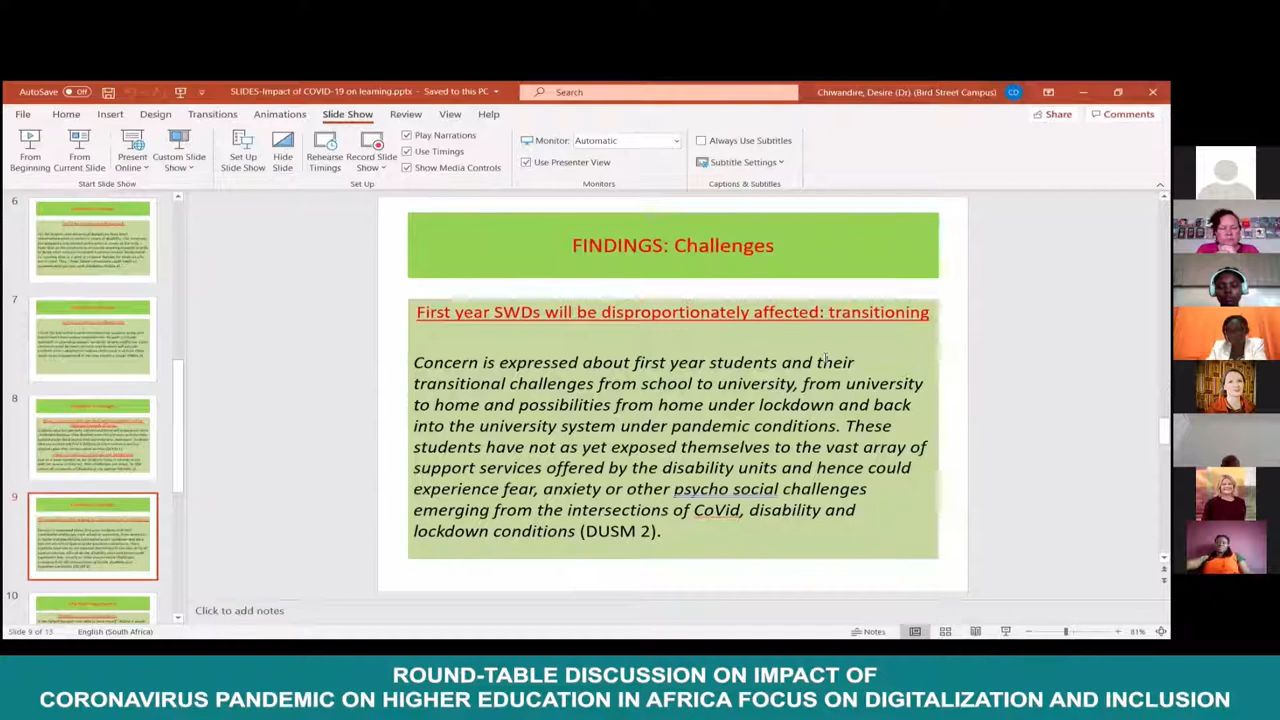 AutoSave Off SLIDES-Impact of COVID-19 on learning.pptx - Saved to this PC Search Chiwandire, Desire (Dr) (Bird Street Campus) CD
File Home Insert Design Transitions Animations Slide Show Review View Help Share Comments
From Beginning
From Current Slide
Present Online
Custom Slide Show
Start Slide Show
Set Up Slide Show
Hide Slide
Rehearse Timings
Record Slide Show
Play Narrations
Use Timings
Show Media Controls
Set Up
Monitor: Automatic
Use Presenter View
Monitors
Always Use Subtitles
Subtitle Settings
Captions & Subtitles
6
7
8
9
10
FINDINGS: Challenges
First year SWDs will be disproportionately affected: transitioning
Concern is expressed about first year students and their
transitional challenges from school to university, from university
to home and possibilities from home under lockdown and back
into the university system under pandemic conditions. These
students have not as yet exposed themselves to the vast array of
support services offered by the disability units and hence could
experience fear, anxiety or other psycho social challenges
emerging from the intersections of CoVid, disability and
lockdown conditions (DUSM 2).
Click to add notes
Slide 9 of 15 English (South Africa) Notes 81%
ROUND-TABLE DISCUSSION ON IMPACT OF
CORONAVIRUS PANDEMIC ON HIGHER EDUCATION IN AFRICA FOCUS ON DIGITALIZATION AND INCLUSION